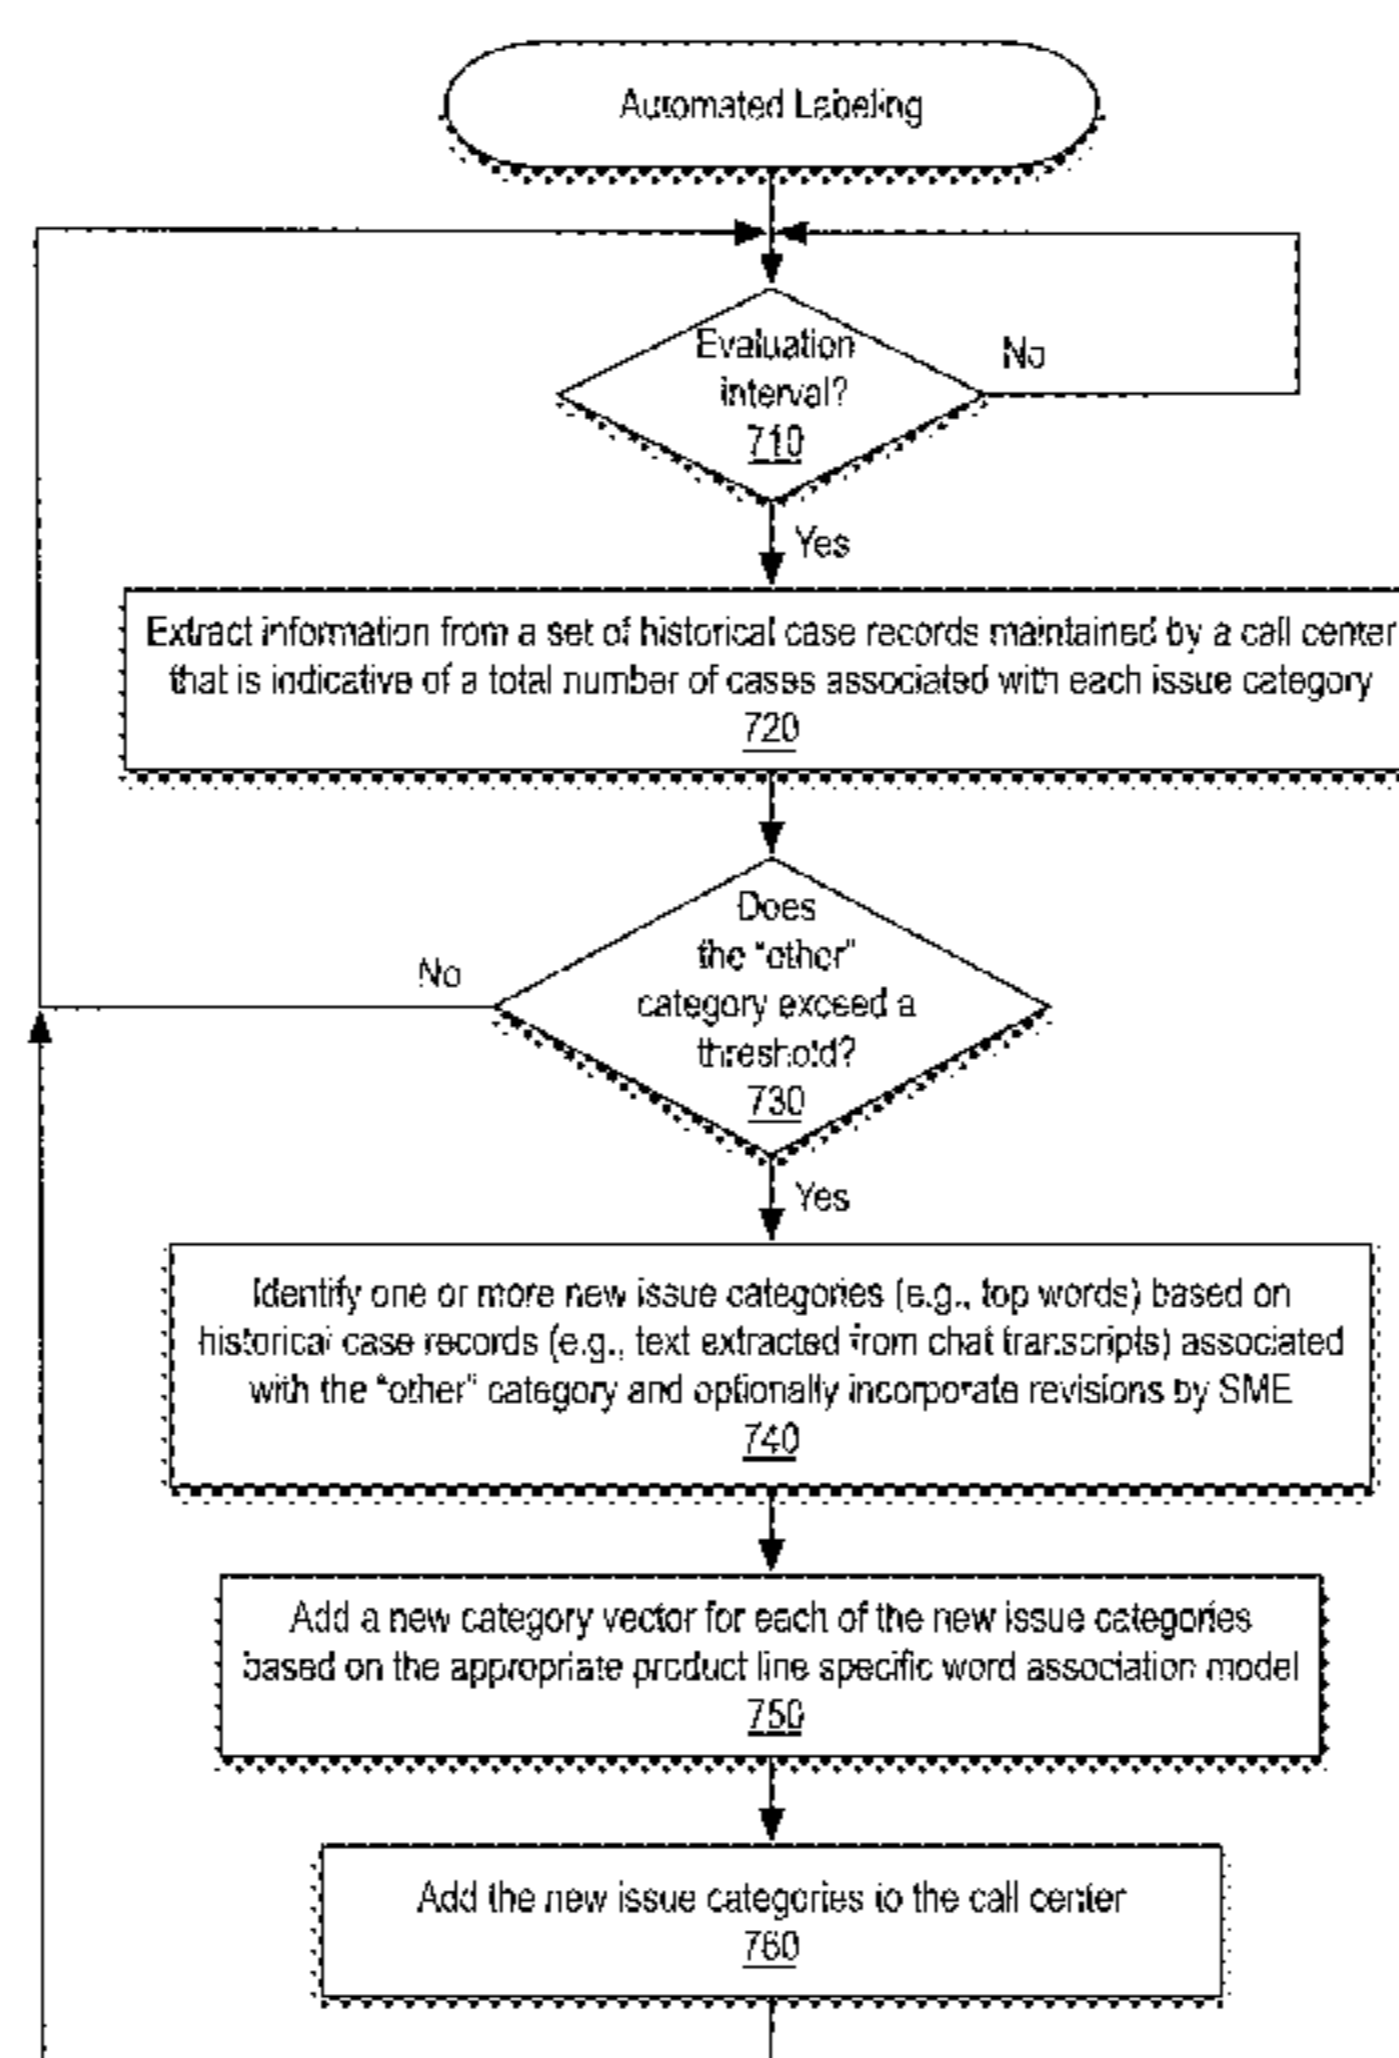 Automated Labeling
Evaluation
interval?
710
No
Yes
Extract information from a set of historical case records maintained by a call center
that is indicative of a total number of cases associated with each issue category
720
Does
the "other"
category exceed a
threshold?
730
No
Yes
Identify one or more new issue categories (e.g., top words) based on
historical case records (e.g., text extracted from chat transcripts) associated
with the "other" category and optionally incorporate revisions by SME
740
Add a new category vector for each of the new issue categories
based on the appropriate product line specific word association model
750
Add the new issue categories to the call center
760